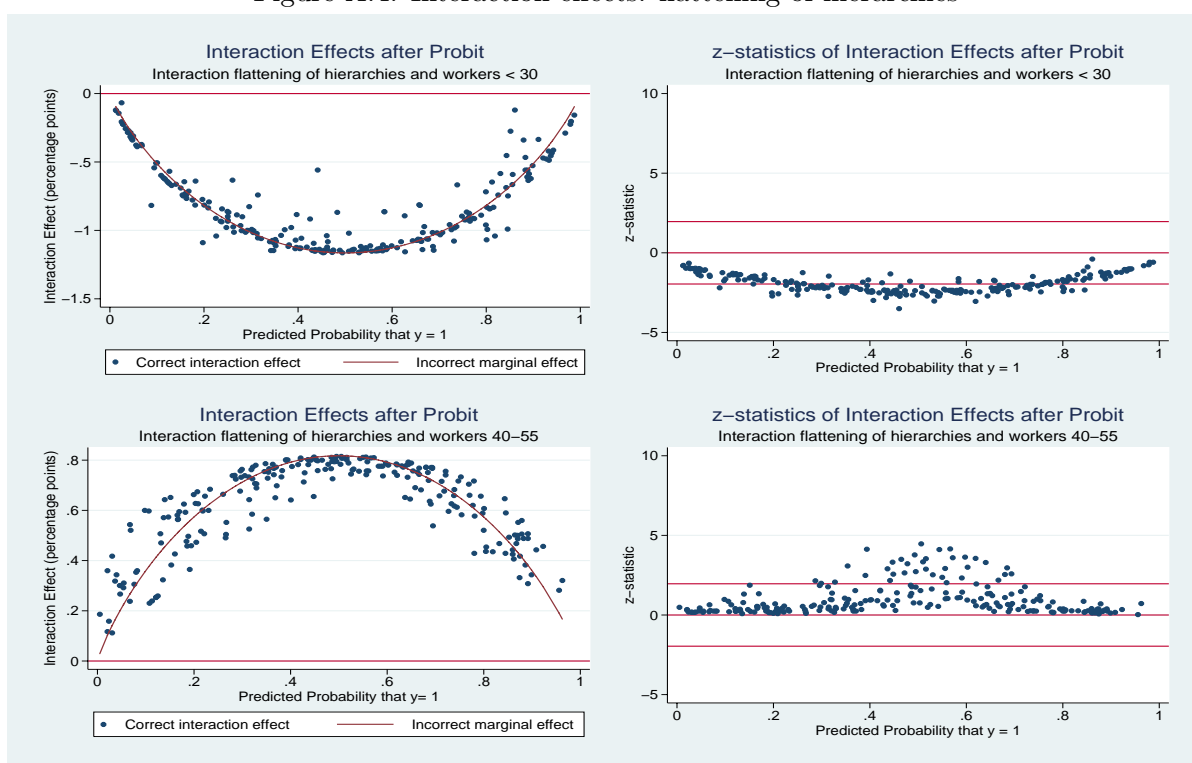 Figure A.4: Interaction effects: flattening of hierarchies
Interaction Effects after Probit
Interaction flattening of hierarchies and workers < 30
Interaction Effect (percentage points)
0
−.5
−1
−1.5
0 .2 .4 .6 .8 1
Predicted Probability that y = 1
Correct interaction effect Incorrect marginal effect
z−statistics of Interaction Effects after Probit
Interaction flattening of hierarchies and workers < 30
z−statistic
10
5
0
−5
0 .2 .4 .6 .8 1
Predicted Probability that y = 1
Interaction Effects after Probit
Interaction flattening of hierarchies and workers 40−55
Interaction Effect (percentage points)
.8
.6
.4
.2
0
0 .2 .4 .6 .8 1
Predicted Probability that y= 1
Correct interaction effect Incorrect marginal effect
z−statistics of Interaction Effects after Probit
Interaction flattening of hierarchies and workers 40−55
z−statistic
10
5
0
−5
0 .2 .4 .6 .8 1
Predicted Probability that y = 1